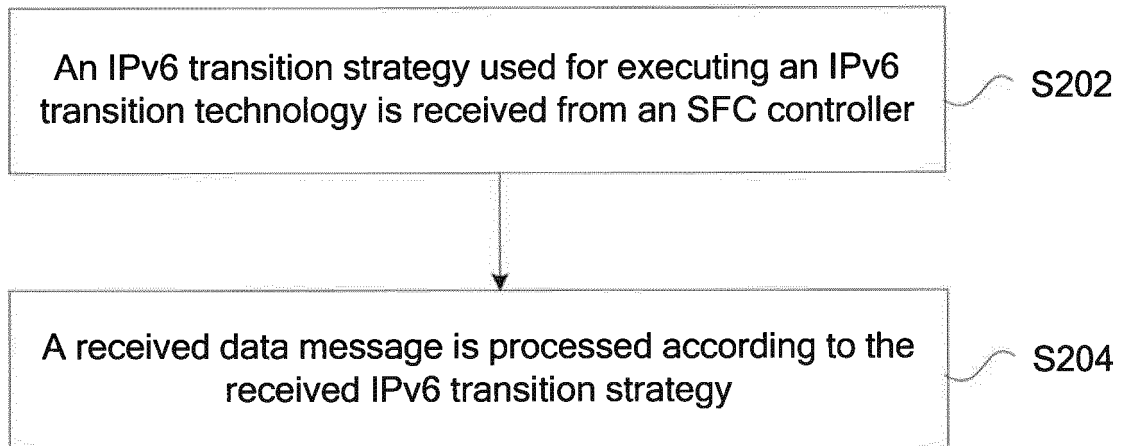 An IPv6 transition strategy used for executing an IPv6
transition technology is received from an SFC controller
S202
A received data message is processed according to the
received IPv6 transition strategy
S204